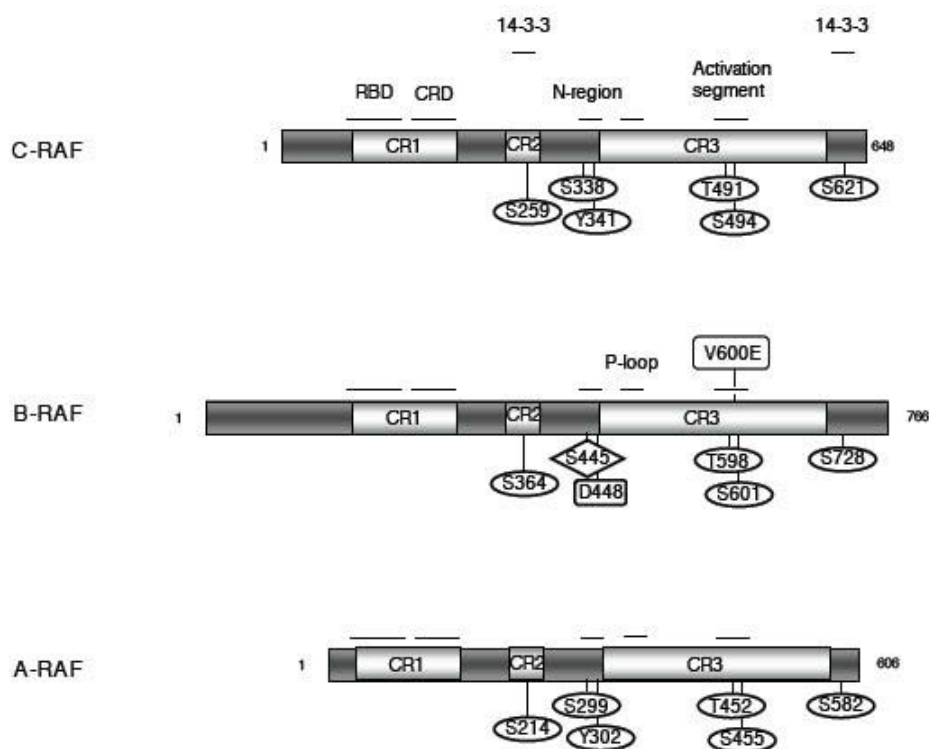 14-3-3 14-3-3
Activation
RBD CRD N-region segment
C-RAF 1 CR1 CR2 CR3 648
S338 T491 S621
S259 Y341 S494
V600E
P-loop
B-RAF 1 CR1 CR2 CR3 766
S445 T598 S728
S364 D448 S601
A-RAF 1 CR1 CR2 CR3 606
S299 T452 S582
S214 Y302 S455